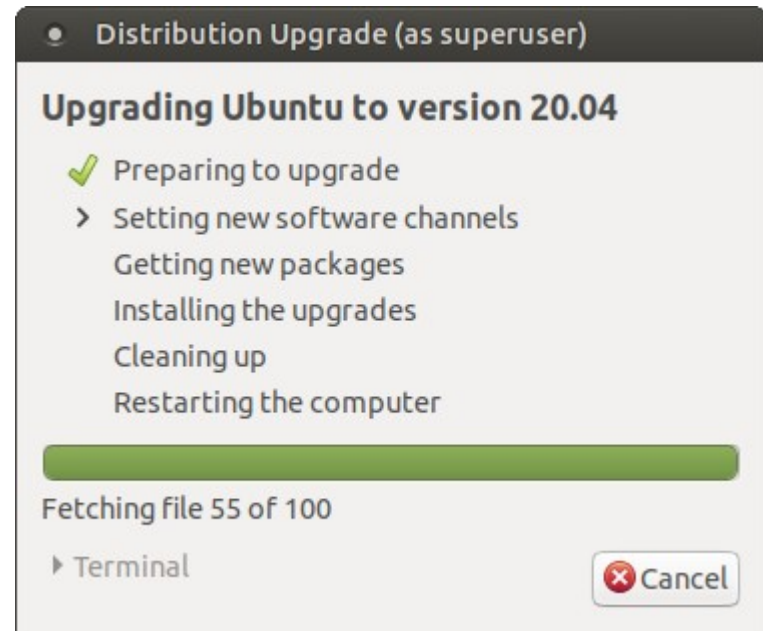 Distribution Upgrade (as superuser)
Upgrading Ubuntu to version 20.04
Preparing to upgrade
Setting new software channels
Getting new packages
Installing the upgrades
Cleaning up
Restarting the computer
Fetching file 55 of 100
Terminal
Cancel